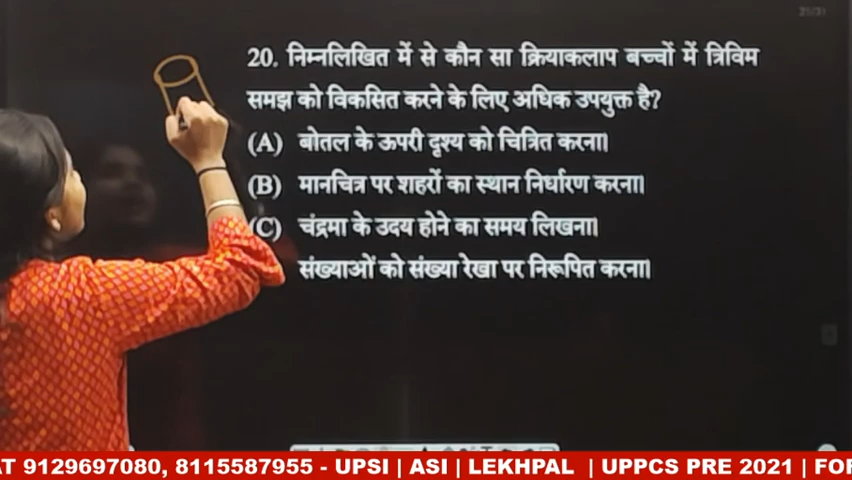 20. निम्नलिखित में से कौन सा क्रियाकलाप बच्चों में त्रिविम
समझ को विकसित करने के लिए अधिक उपयुक्त है?
(A) बोतल के ऊपरी दृश्य को चित्रित करना।
(B) मानचित्र पर शहरों का स्थान निर्धारण करना।
(C) चंद्रमा के उदय होने का समय लिखना।
संख्याओं को संख्या रेखा पर निरूपित करना।
AT 9129697080, 8115587955 - UPSI | ASI | LEKHPAL | UPPCS PRE 2021 | FOR